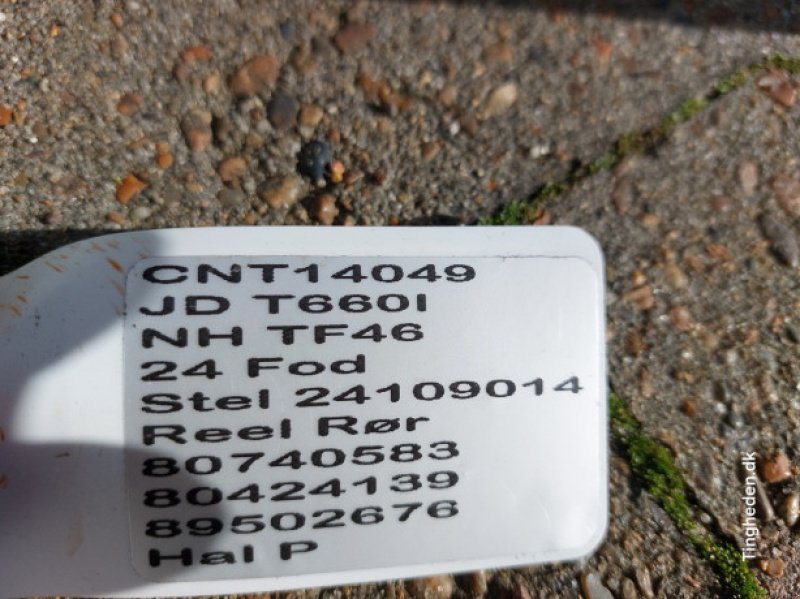 CNT14049
JD T660I
NH TF46
24 Fod
Stel 24109014
Reel Rør
80740583
80424139
89502676
Hal P
Tingheden.dk